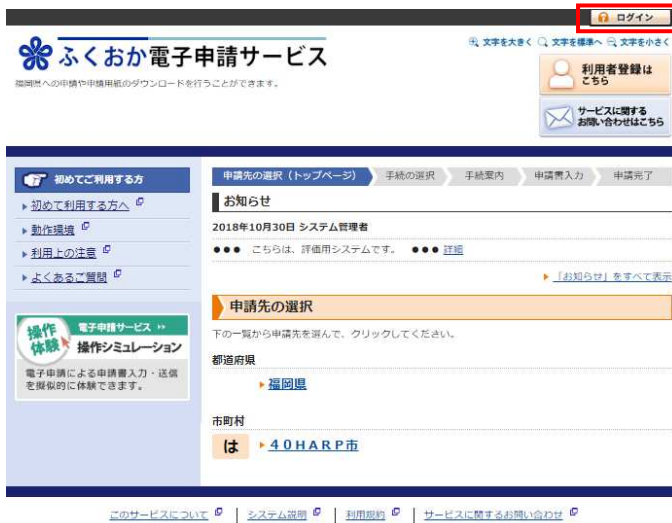 ログイン
文字を大きく 文字を標準へ 文字を小さく
ふくおか電子申請サービス
福岡県への申請や申請用紙のダウンロードを行うことができます。
利用者登録は
こちら
サービスに関する
お問い合わせはこちら
初めてご利用する方
初めて利用する方へ
動作環境
利用上の注意
よくあるご質問
操作
体験
電子申請サービス
操作シミュレーション
電子申請による申請書入力・送信
を擬似的に体験できます。
申請先の選択（トップページ） 手続の選択 手続案内 申請書入力 申請完了
お知らせ
2018年10月30日 システム管理者
●●● こちらは、評価用システムです。 ●●● 詳細
「お知らせ」をすべて表示
申請先の選択
下の一覧から申請先を選んで、クリックしてください。
都道府県
福岡県
市町村
は ４０ＨＡＲＰ市
このサービスについて | システム説明 | 利用規約 | サービスに関するお問い合わせ